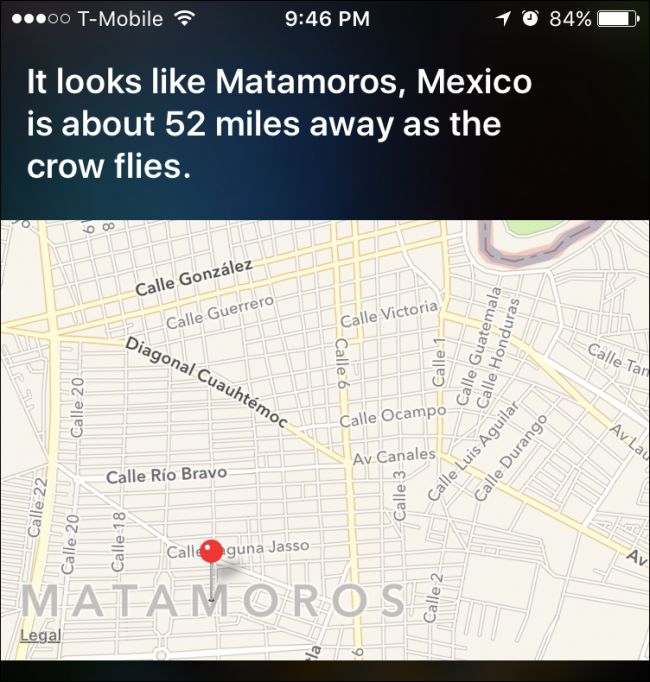 T-Mobile 9:46 PM 84%
It looks like Matamoros, Mexico
is about 52 miles away as the
crow flies.
Calle González
Calle Guerrero
Calle Victoria
Calle Guatemala
Calle Honduras
Diagonal Cuauhtémoc
Calle 6
Calle 1
Calle Tam
Calle 20
Calle Ocampo
Calle Luis Aguilar
Calle Durango
Av Lau
Av Canales
Calle Río Bravo
Calle 3
Calle 22
Calle 20
Calle 18
Calle aguna Jasso
Av
MATAMOROS
Calle 2
Legal
6